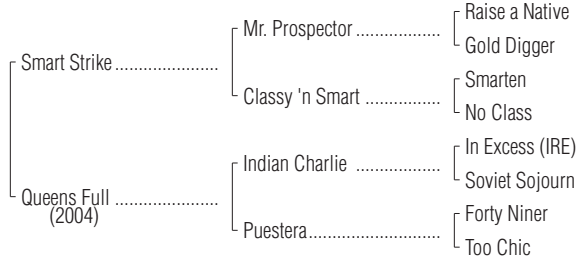 Raise a Native
Mr. Prospector ..................
Gold Digger
Smart Strike ......................
Smarten
Classy 'n Smart ................
No Class
In Excess (IRE)
Indian Charlie ..................
Soviet Sojourn
Queens Full ......................
(2004)
Forty Niner
Puestera............................
Too Chic